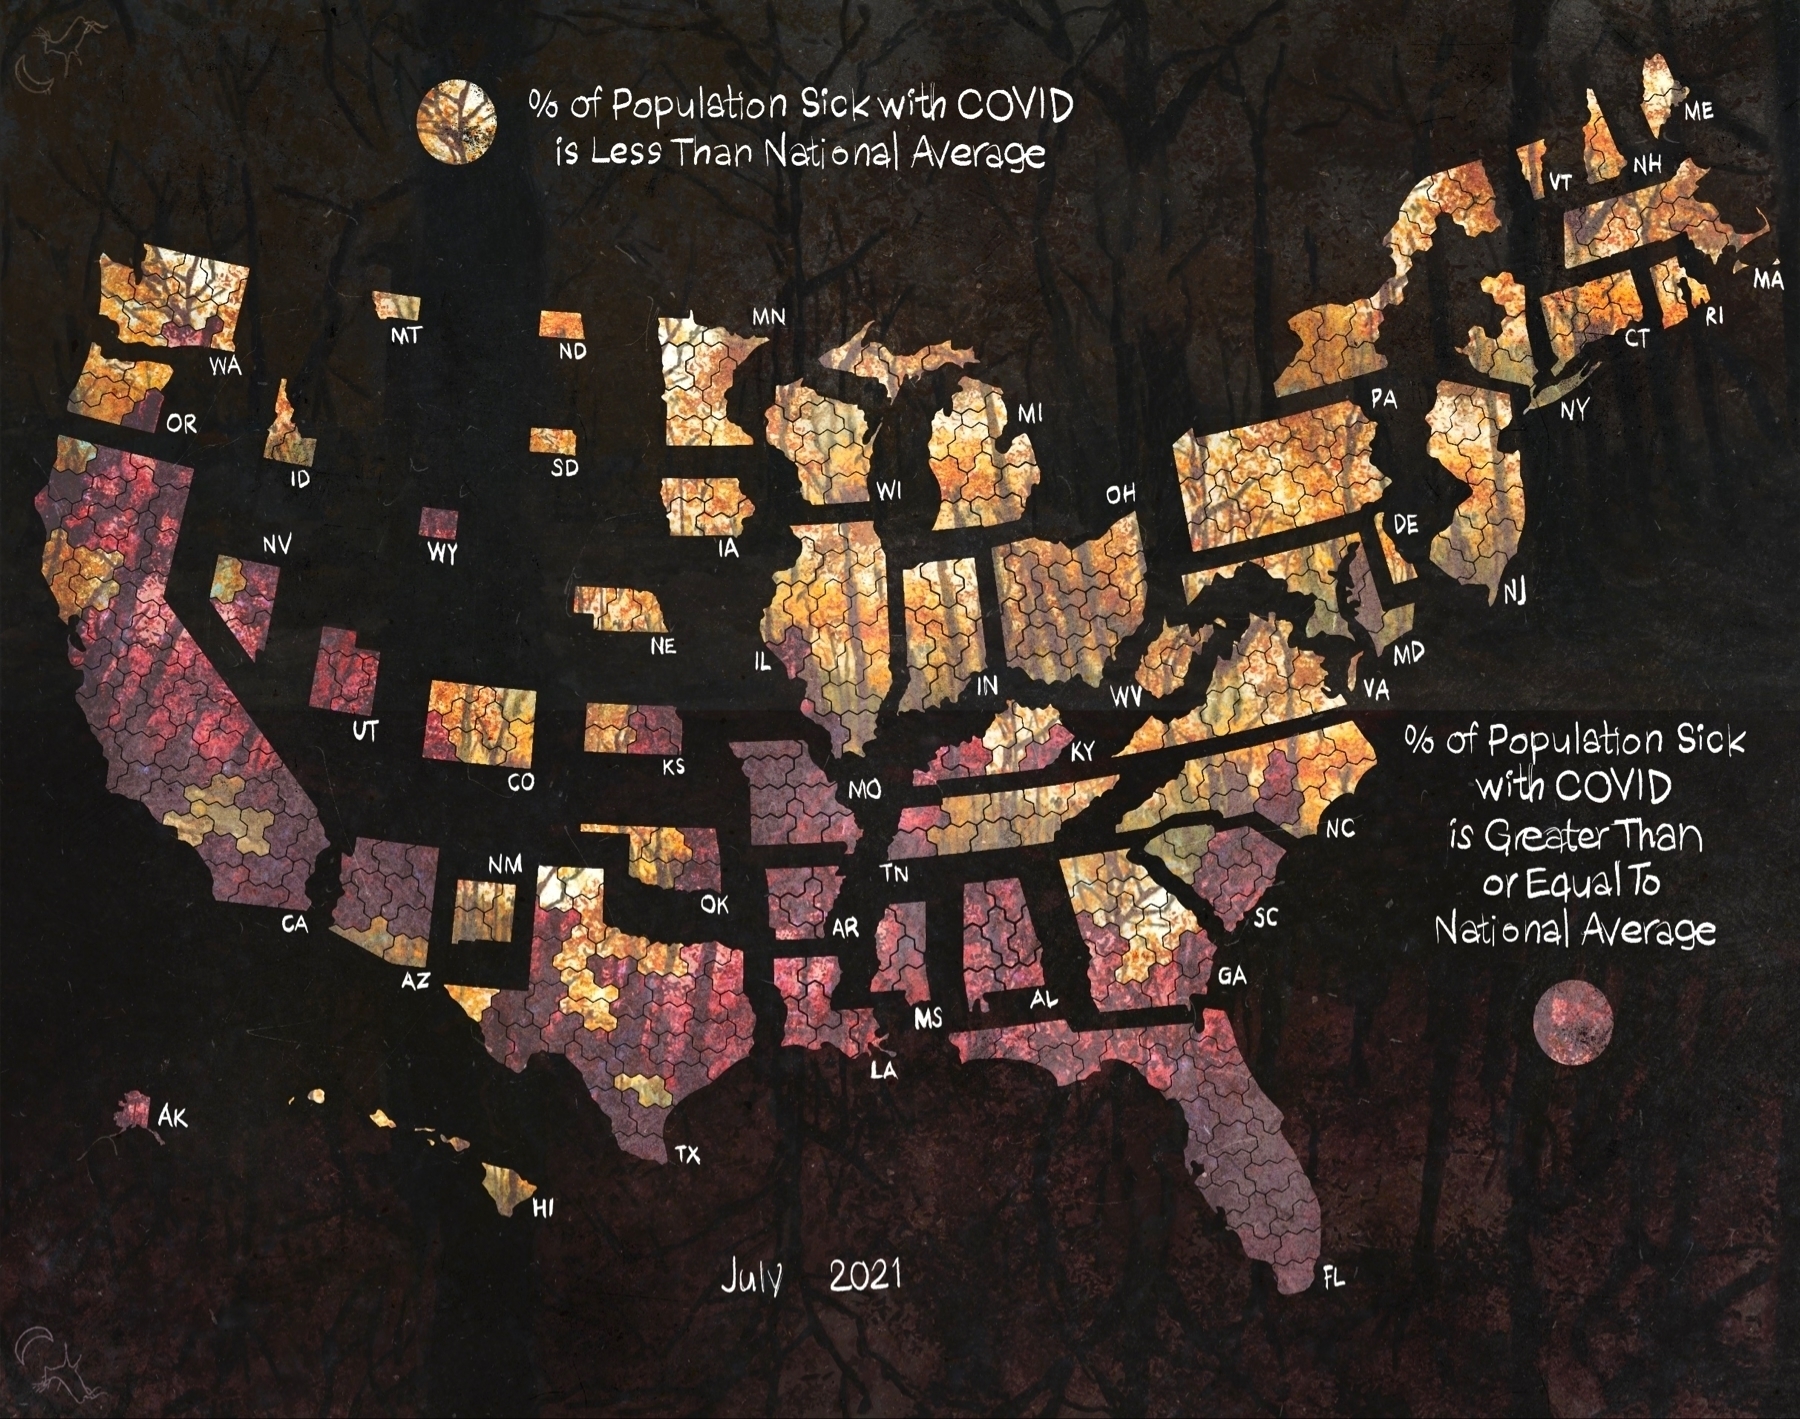 % of Population Sick with COVID
is Less Than National Average
ME
NH
VT
MA
RI
CT
NY
PA
MN
MT
ND
WA
OR
ID
SD
MI
WI
OH
DE
NJ
NV
WY
IA
NE
IL
IN
WV
MD
VA
UT
CO
KS
MO
KY
NC
TN
% of Population Sick
with COVID
is Greater Than
or Equal To
National Average
NM
OK
AR
SC
CA
AZ
GA
AL
MS
LA
AK
TX
HI
FL
July 2021